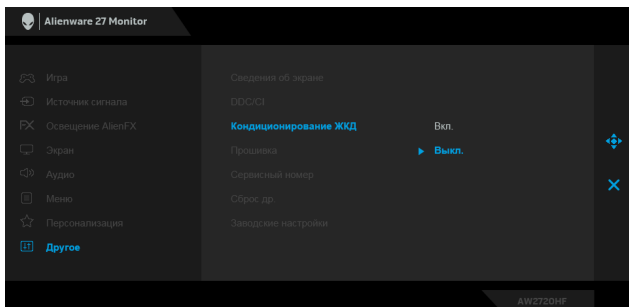 Alienware 27 Monitor
Игра
Источник сигнала
Освещение AlienFX
Экран
Аудио
Меню
Персонализация
Другое
Сведения об экране
DDC/CI
Кондиционирование ЖКД
Вкл.
Прошивка
Выкл.
Сервисный номер
Сброс др.
Заводские настройки
AW2720HF